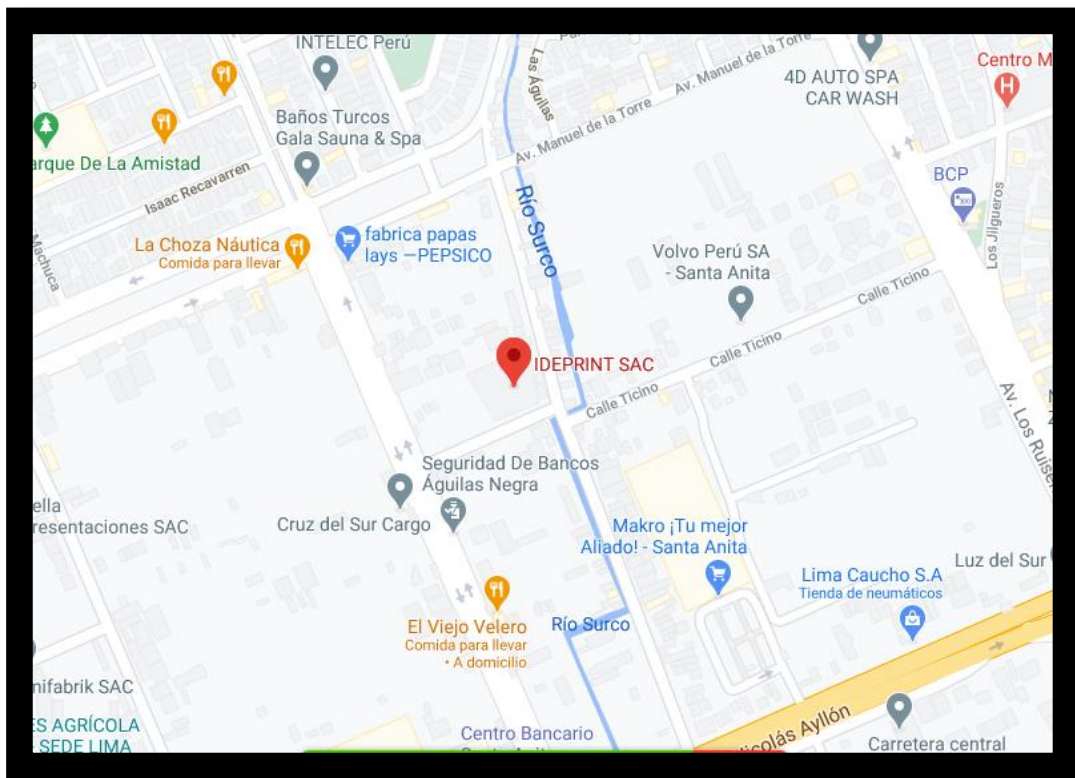 INTELEC Perú
Las Águilas
Av. Manuel de la Torre
4D AUTO SPA
CAR WASH
Centro M
Baños Turcos
Gala Sauna & Spa
Av. Manuel de la Torre
arque De La Amistad
Isaac Recavarren
BCP
Río Surco
Los Jilgueros
Machuca
La Choza Náutica
Comida para llevar
fabrica papas
lays —PEPSICO
Volvo Perú SA
- Santa Anita
Calle Ticino
Calle Ticino
IDEPRINT SAC
Calle Ticino
Av. Los Ruiser
Seguridad De Bancos
Águilas Negra
ella
resentaciones SAC
Cruz del Sur Cargo
Makro ¡Tu mejor
Aliado! - Santa Anita
Luz del Sur
Lima Caucho S.A
Tienda de neumáticos
El Viejo Velero
Comida para llevar
• A domicilio
Río Surco
nifabrik SAC
ES AGRÍCOLA
SEDE LIMA
Centro Bancario
icolás Ayllón
Carretera central